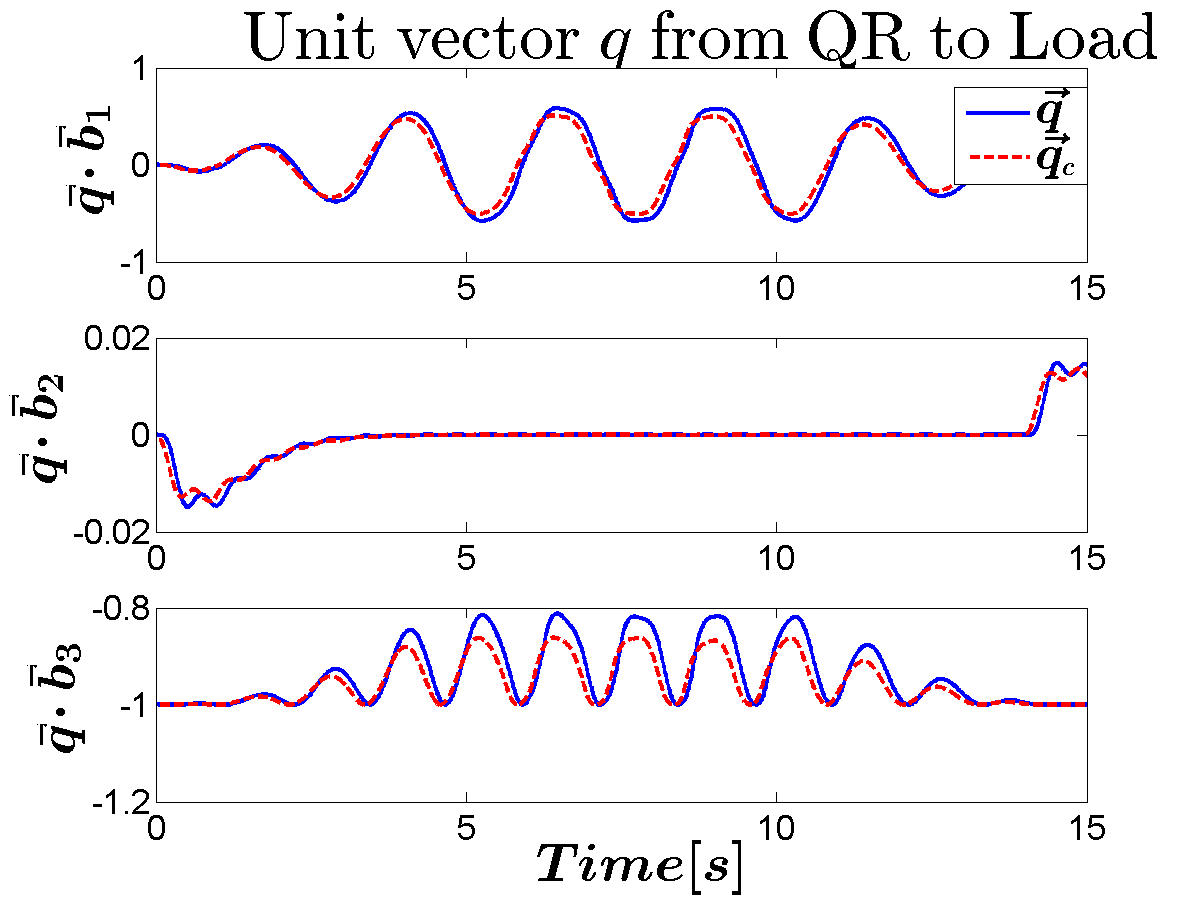 Unit vector q from QR to Load
1
0
-1
q̄·b̄₁
0 5 10 15
q⃗
q⃗c
0.02
0
-0.02
q̄·b̄₂
0 5 10 15
-0.8
-1
-1.2
q̄·b̄₃
0 5 10 15
Time[s]